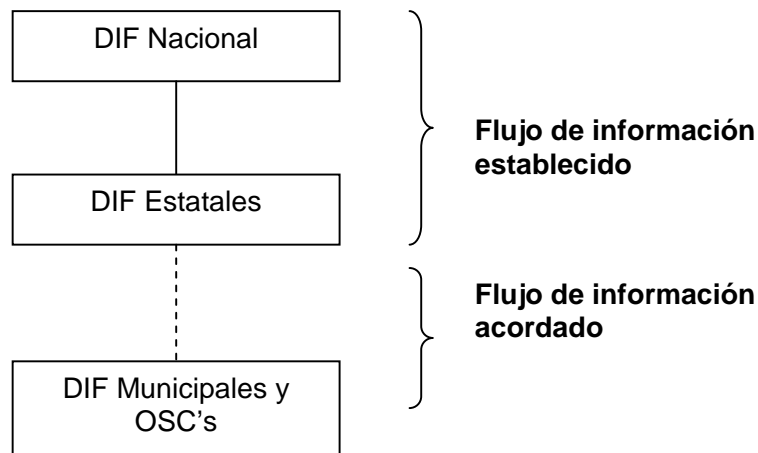 DIF Nacional
Flujo de información
establecido
DIF Estatales
Flujo de información
acordado
DIF Municipales y
OSC's